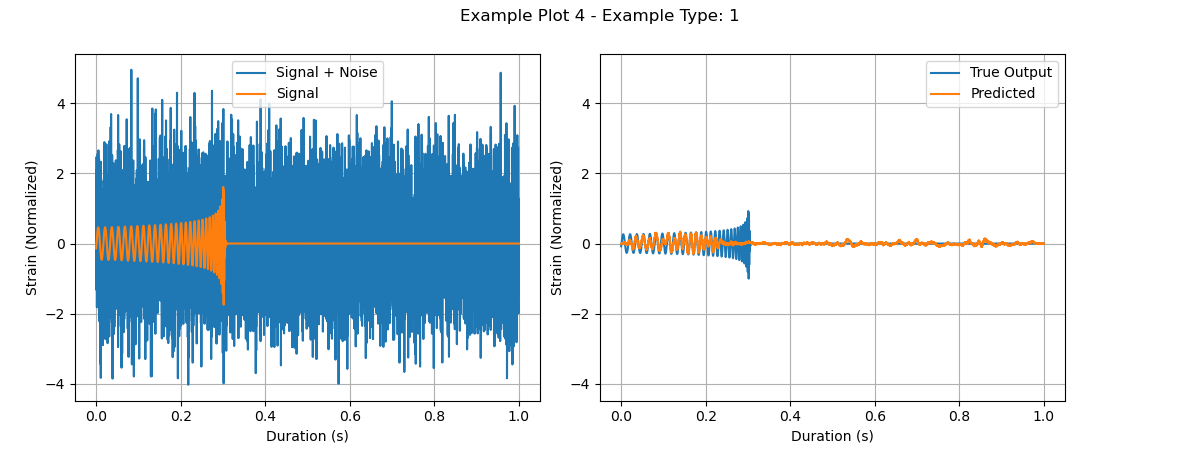 Example Plot 4 - Example Type: 1
Signal + Noise
Signal
Strain (Normalized)
4
2
0
−2
−4
0.0 0.2 0.4 0.6 0.8 1.0
Duration (s)
True Output
Predicted
Strain (Normalized)
4
2
0
−2
−4
0.0 0.2 0.4 0.6 0.8 1.0
Duration (s)